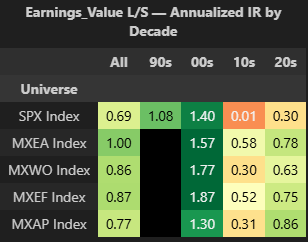 Earnings_Value L/S — Annualized IR by
Decade
All 90s 00s 10s 20s
Universe
SPX Index 0.69 1.08 1.40 0.01 0.30
MXEA Index 1.00 1.57 0.58 0.78
MXWO Index 0.86 1.77 0.30 0.63
MXEF Index 0.87 1.87 0.52 0.75
MXAP Index 0.77 1.30 0.31 0.86